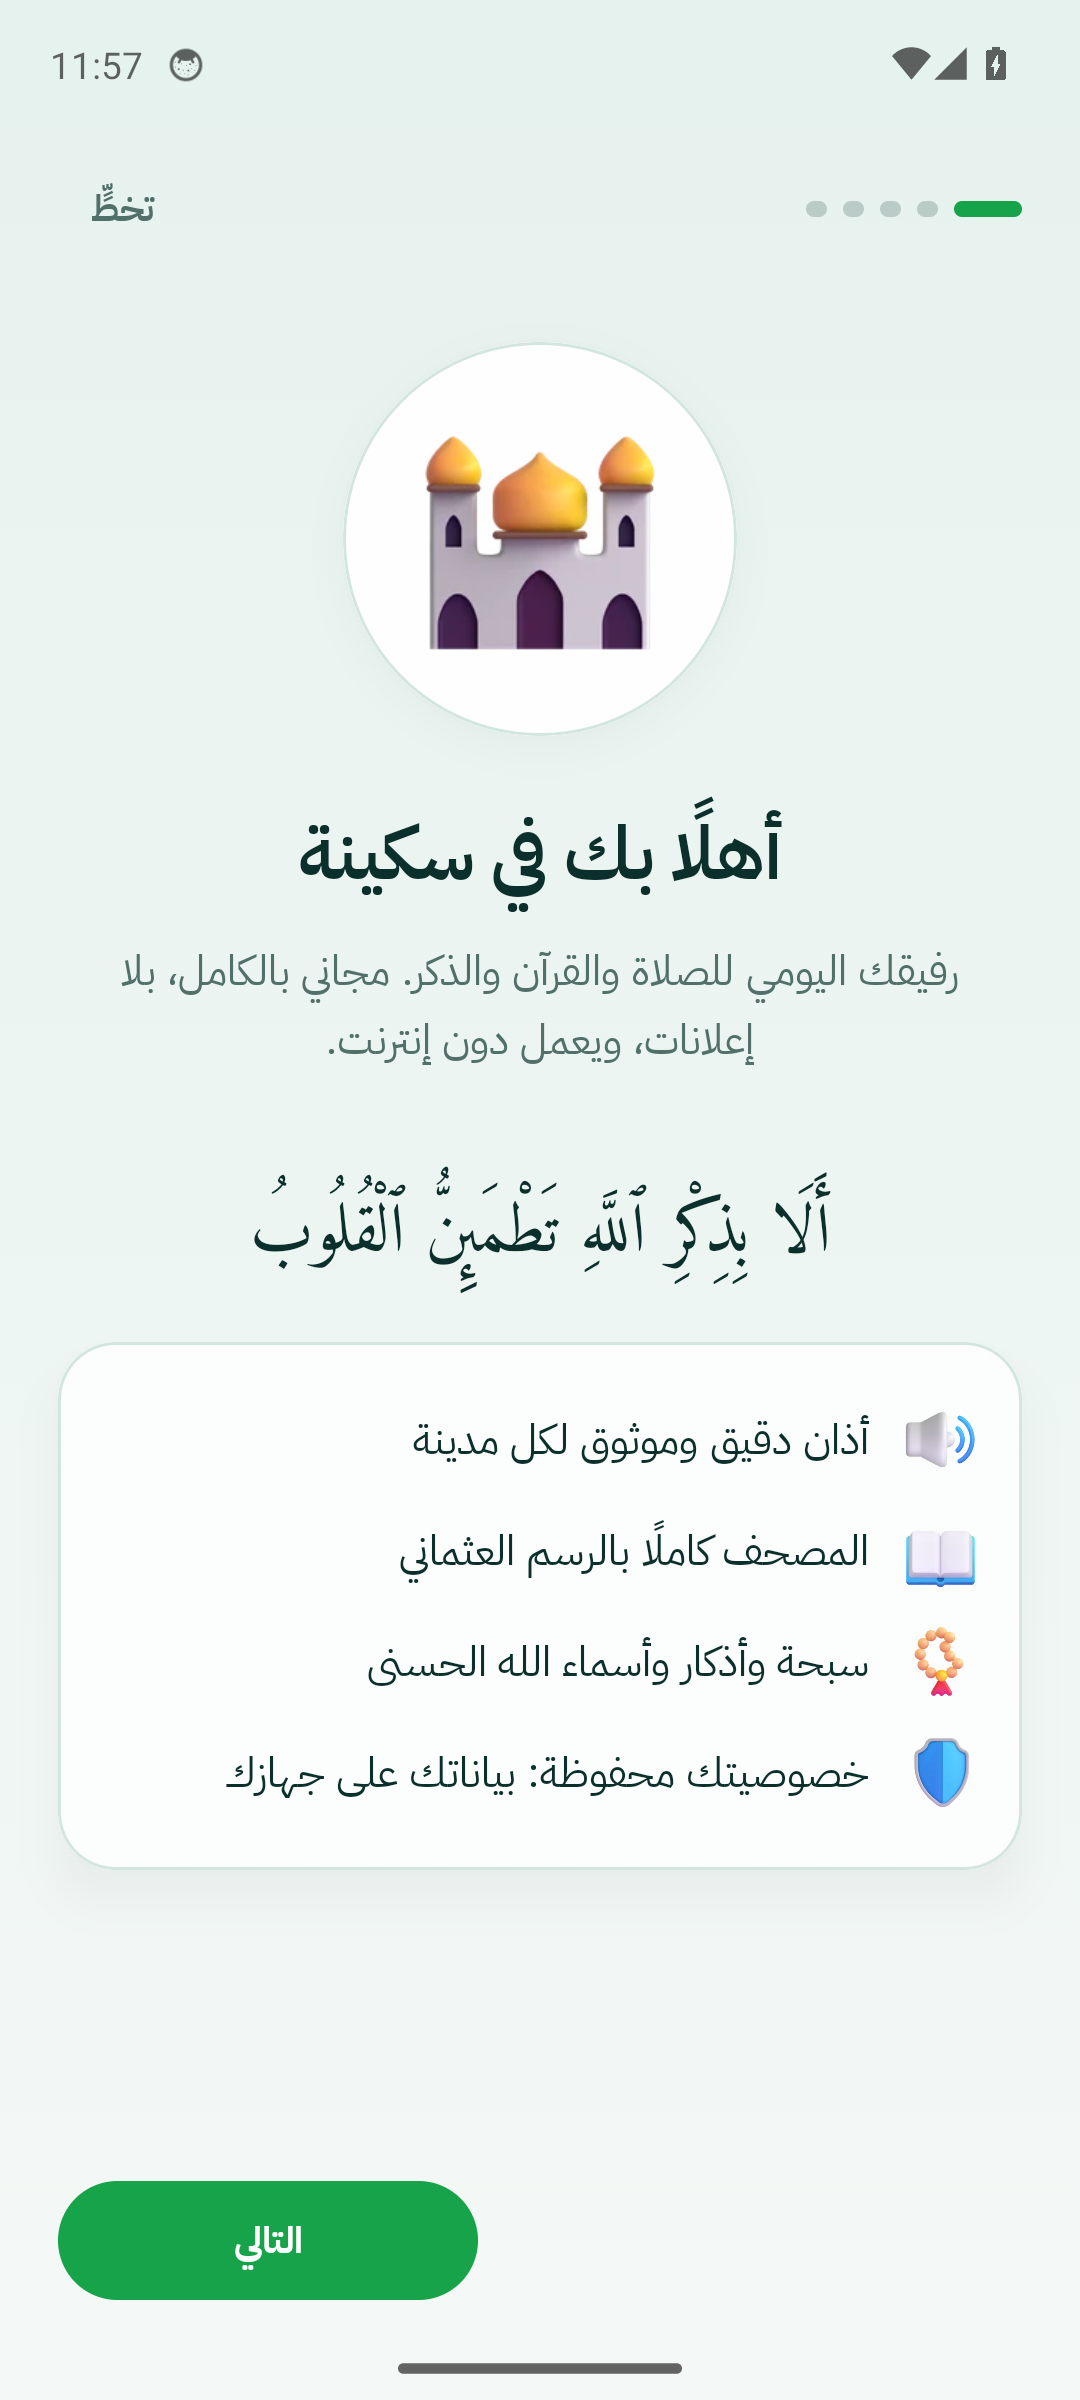 11:57
تخطٍّ
أهلًا بك في سكينة
رفيقك اليومي للصلاة والقرآن والذكر. مجاني بالكامل، بلا
إعلانات، ويعمل دون إنترنت.
أَلَا بِذِكْرِ ٱللَّهِ تَطْمَئِنُّ ٱلْقُلُوبُ
أذان دقيق وموثوق لكل مدينة
المصحف كاملًا بالرسم العثماني
سبحة وأذكار وأسماء الله الحسنى
خصوصيتك محفوظة: بياناتك على جهازك
التالي